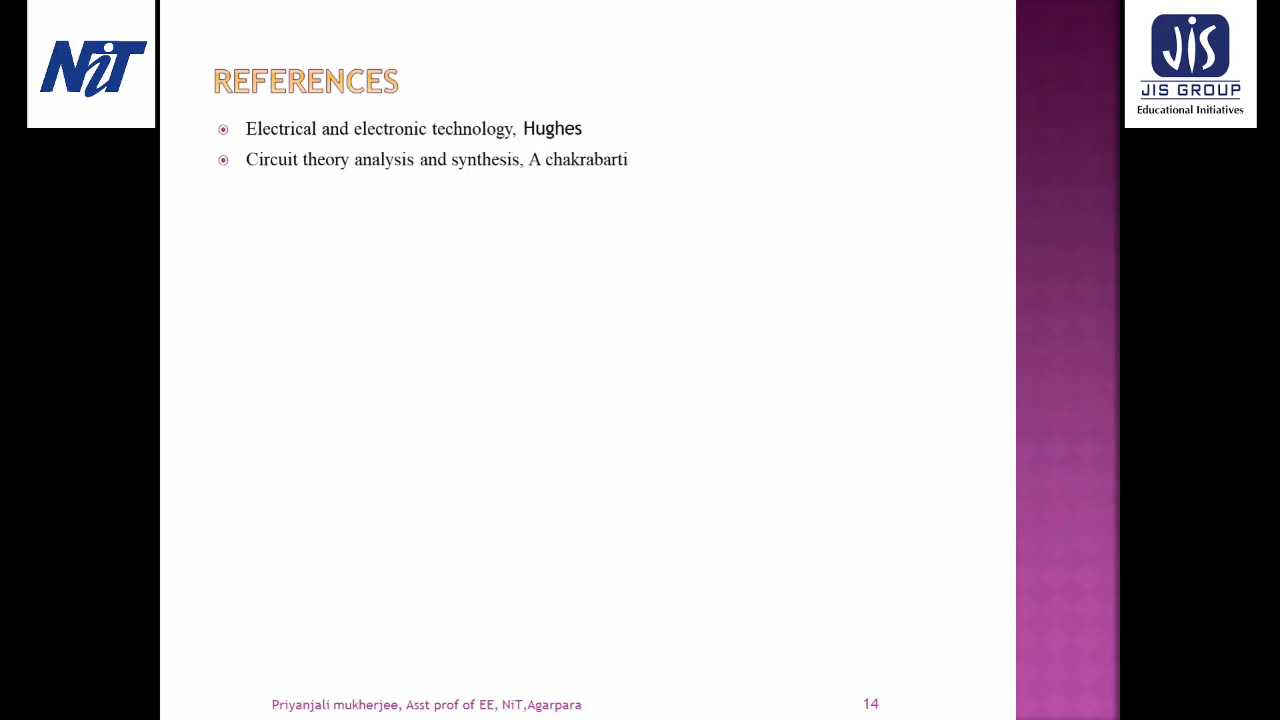 NiT
JIS
JIS GROUP
Educational Initiatives
REFERENCES
Electrical and electronic technology, Hughes
Circuit theory analysis and synthesis, A chakrabarti
Priyanjali mukherjee, Asst prof of EE, NiT,Agarpara
14